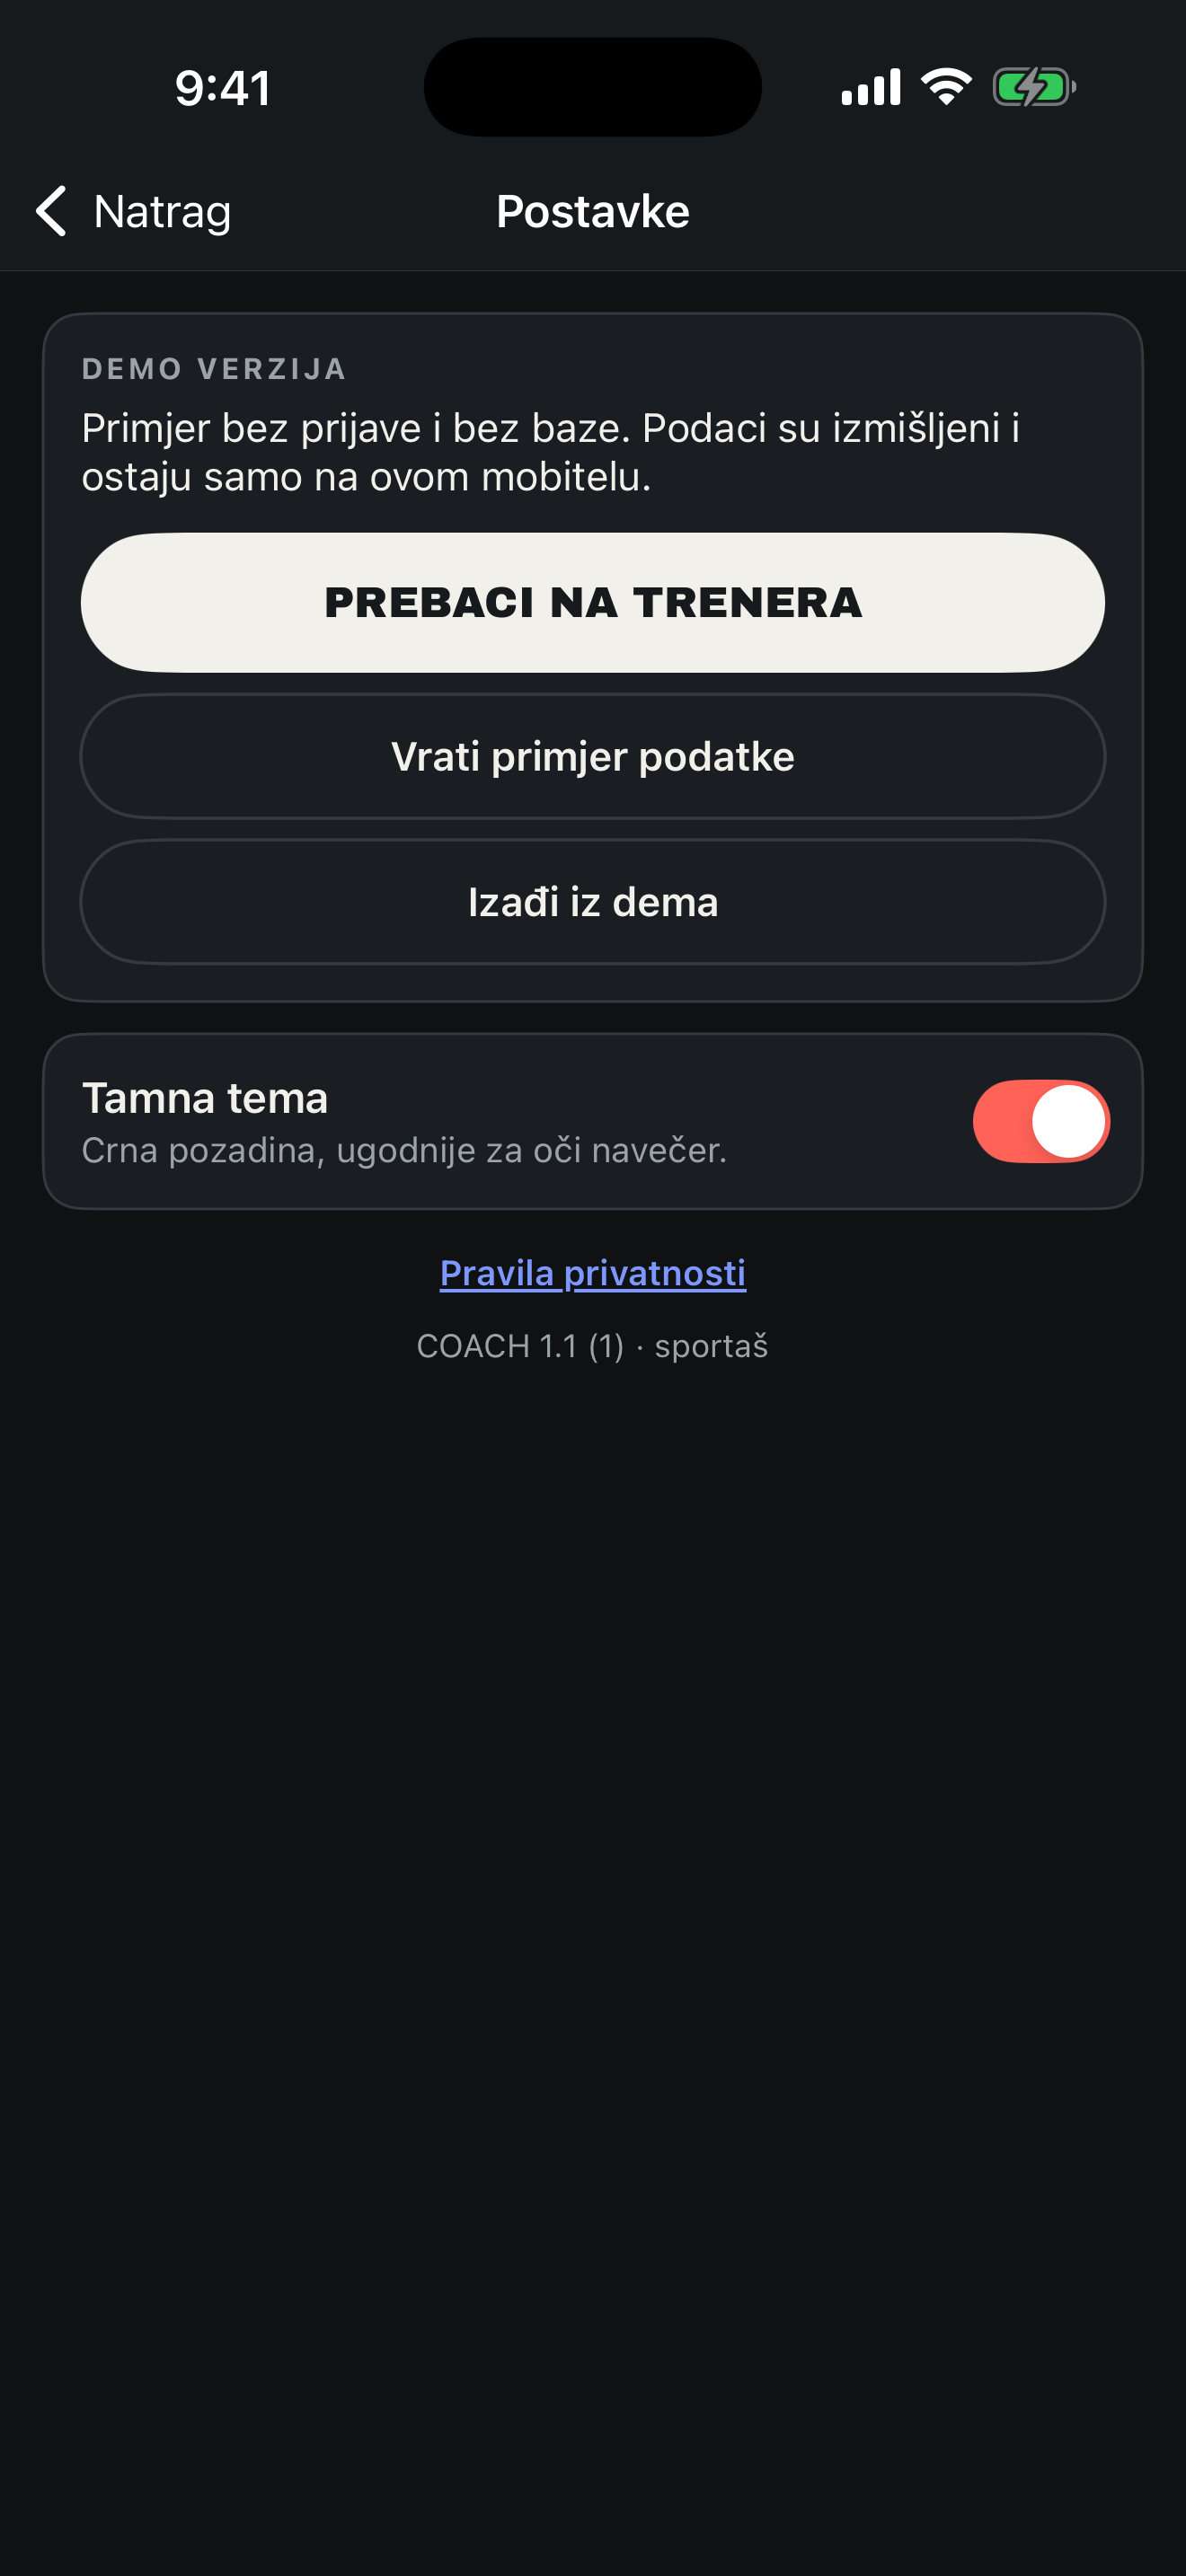 9:41
Natrag
Postavke
DEMO VERZIJA
Primjer bez prijave i bez baze. Podaci su izmišljeni i
ostaju samo na ovom mobitelu.
PREBACI NA TRENERA
Vrati primjer podatke
Izađi iz dema
Tamna tema
Crna pozadina, ugodnije za oči navečer.
Pravila privatnosti
COACH 1.1 (1) · sportaš